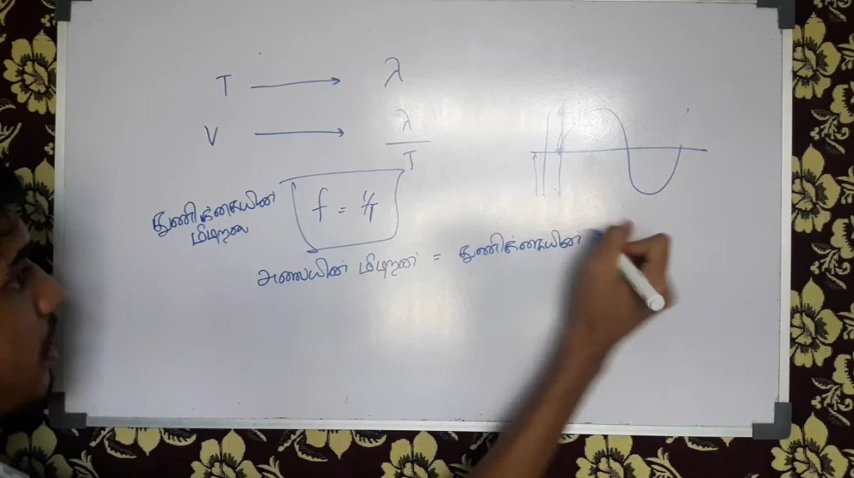 T → λ
V → λ/T
துணிக்கையின் f = 1/T
மீடிறன்
அலையின் மீடிறன் = துணிக்கையின்